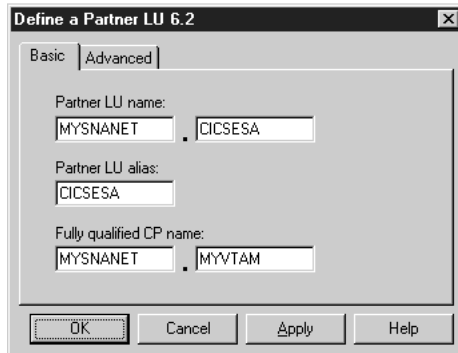 Define a Partner LU 6.2
Basic Advanced
Partner LU name:
MYSNANET . CICSESA
Partner LU alias:
CICSESA
Fully qualified CP name:
MYSNANET . MYVTAM
OK Cancel Apply Help